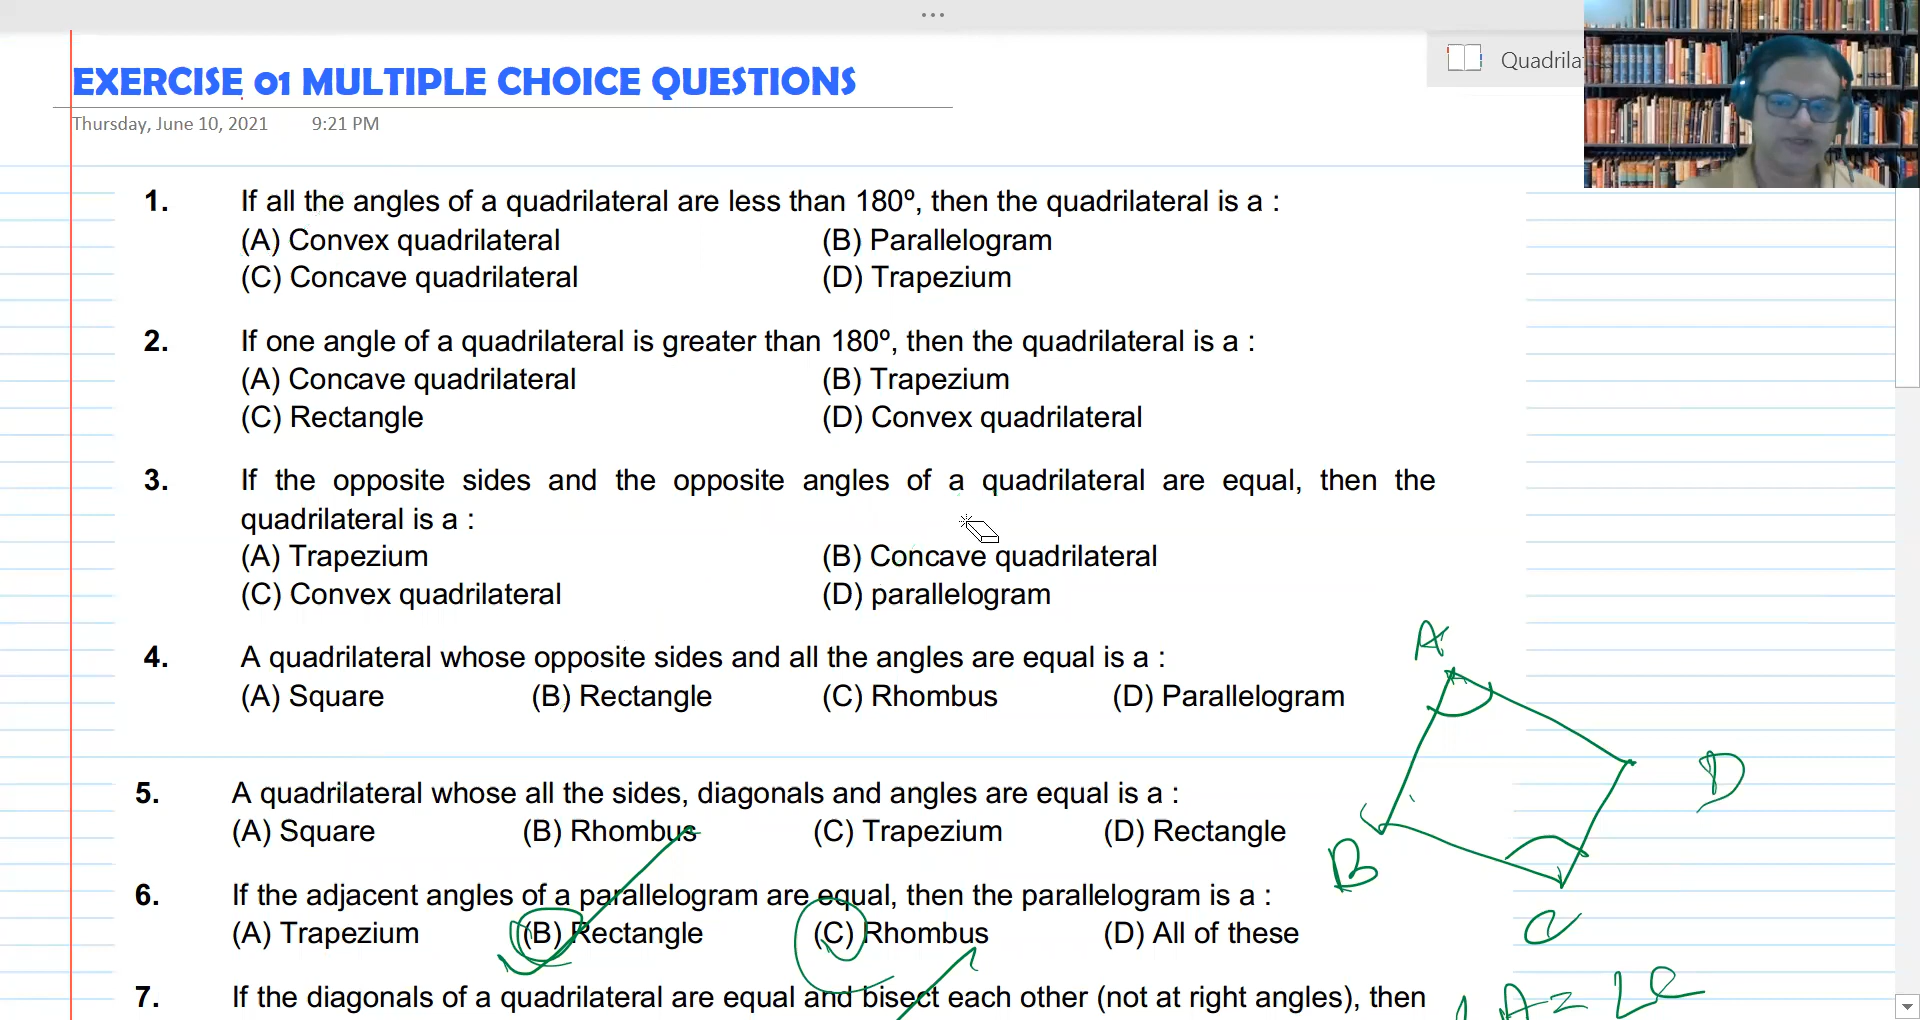 EXERCISE 01 MULTIPLE CHOICE QUESTIONS
Thursday, June 10, 2021 9:21 PM
1. If all the angles of a quadrilateral are less than 180º, then the quadrilateral is a :
(A) Convex quadrilateral (B) Parallelogram
(C) Concave quadrilateral (D) Trapezium
2. If one angle of a quadrilateral is greater than 180º, then the quadrilateral is a :
(A) Concave quadrilateral (B) Trapezium
(C) Rectangle (D) Convex quadrilateral
3. If the opposite sides and the opposite angles of a quadrilateral are equal, then the
quadrilateral is a :
(A) Trapezium (B) Concave quadrilateral
(C) Convex quadrilateral (D) parallelogram
4. A quadrilateral whose opposite sides and all the angles are equal is a :
(A) Square (B) Rectangle (C) Rhombus (D) Parallelogram
5. A quadrilateral whose all the sides, diagonals and angles are equal is a :
(A) Square (B) Rhombus (C) Trapezium (D) Rectangle
6. If the adjacent angles of a parallelogram are equal, then the parallelogram is a :
(A) Trapezium (B) Rectangle (C) Rhombus (D) All of these
7. If the diagonals of a quadrilateral are equal and bisect each other (not at right angles), then
A
D
B
C